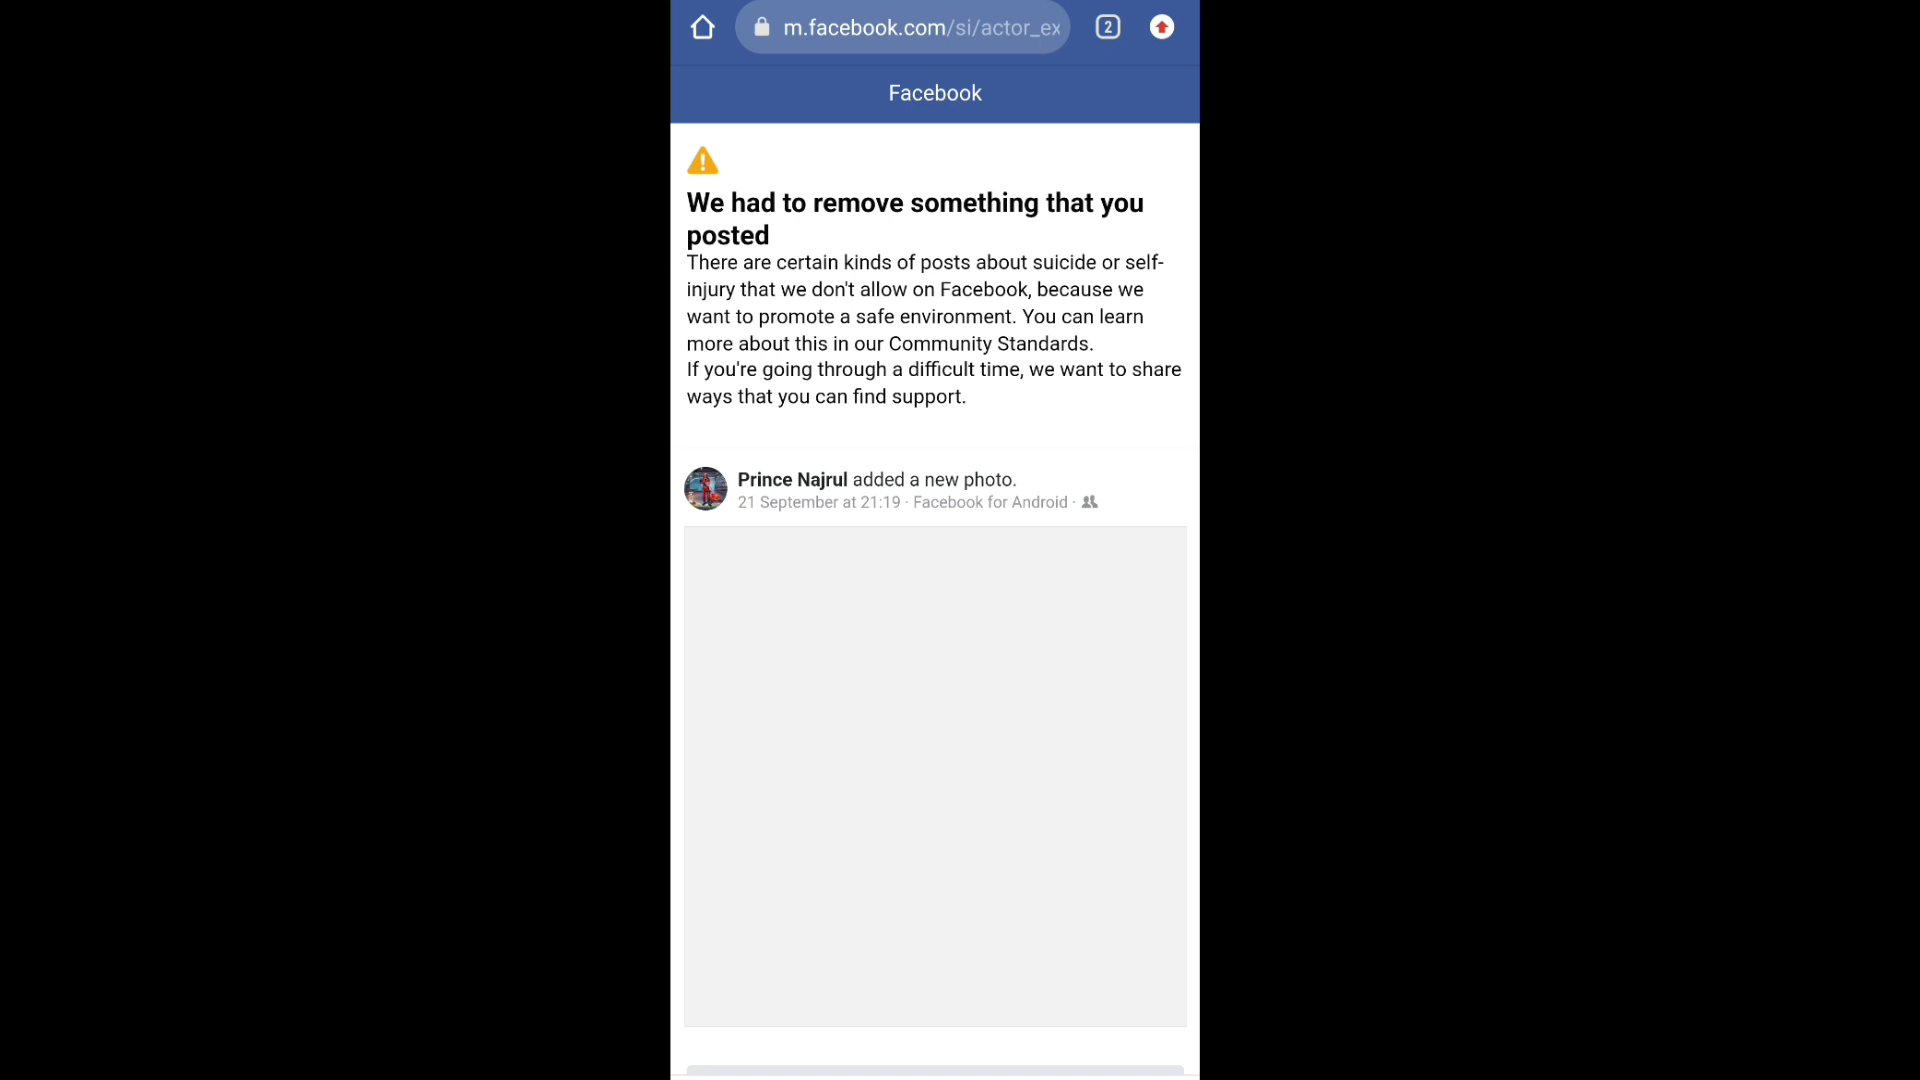 m.facebook.com/si/actor_ex
2
Facebook
We had to remove something that you
posted
There are certain kinds of posts about suicide or self-
injury that we don't allow on Facebook, because we
want to promote a safe environment. You can learn
more about this in our Community Standards.
If you're going through a difficult time, we want to share
ways that you can find support.
Prince Najrul added a new photo.
21 September at 21:19 · Facebook for Android ·